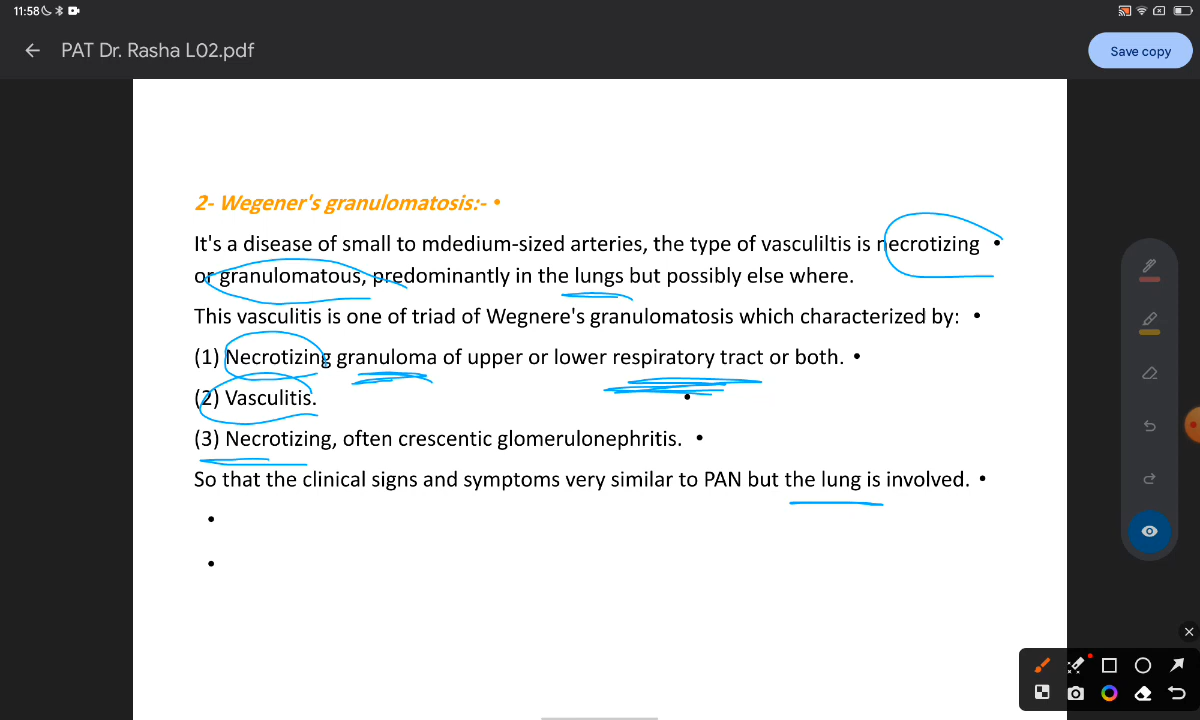 11:58
PAT Dr. Rasha L02.pdf
Save copy
2- Wegener's granulomatosis:- •
It's a disease of small to mdedium-sized arteries, the type of vasculiltis is necrotizing •
or granulomatous, predominantly in the lungs but possibly else where.
This vasculitis is one of triad of Wegnere's granulomatosis which characterized by: •
(1) Necrotizing granuloma of upper or lower respiratory tract or both. •
(2) Vasculitis. •
(3) Necrotizing, often crescentic glomerulonephritis. •
So that the clinical signs and symptoms very similar to PAN but the lung is involved. •
•
•